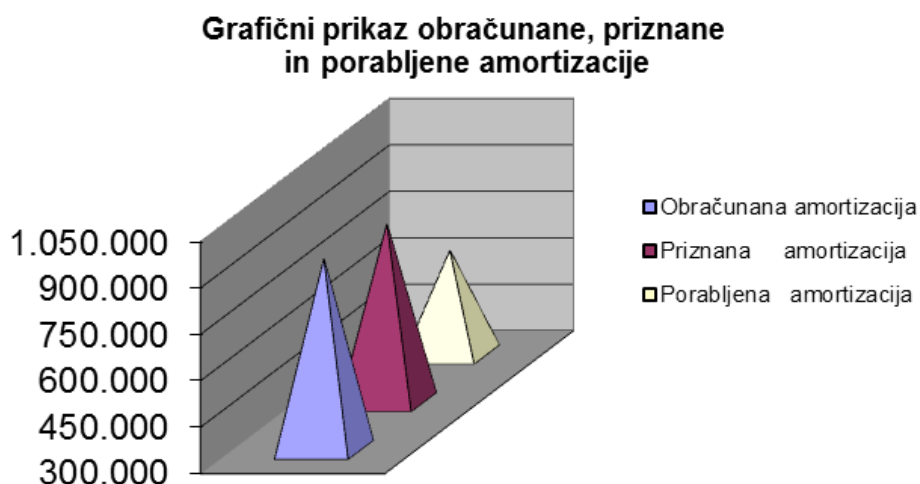 Grafični prikaz obračunane, priznane
in porabljene amortizacije
1.050.000
900.000
750.000
600.000
450.000
300.000
Obračunana amortizacija
Priznana amortizacija
Porabljena amortizacija